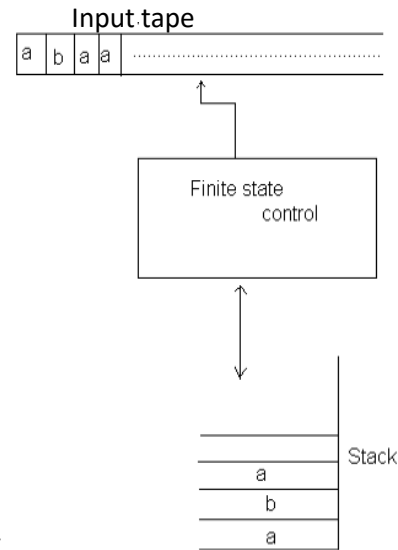 Input tape
a b a a ................................................
Finite state
control
Stack
a
b
a